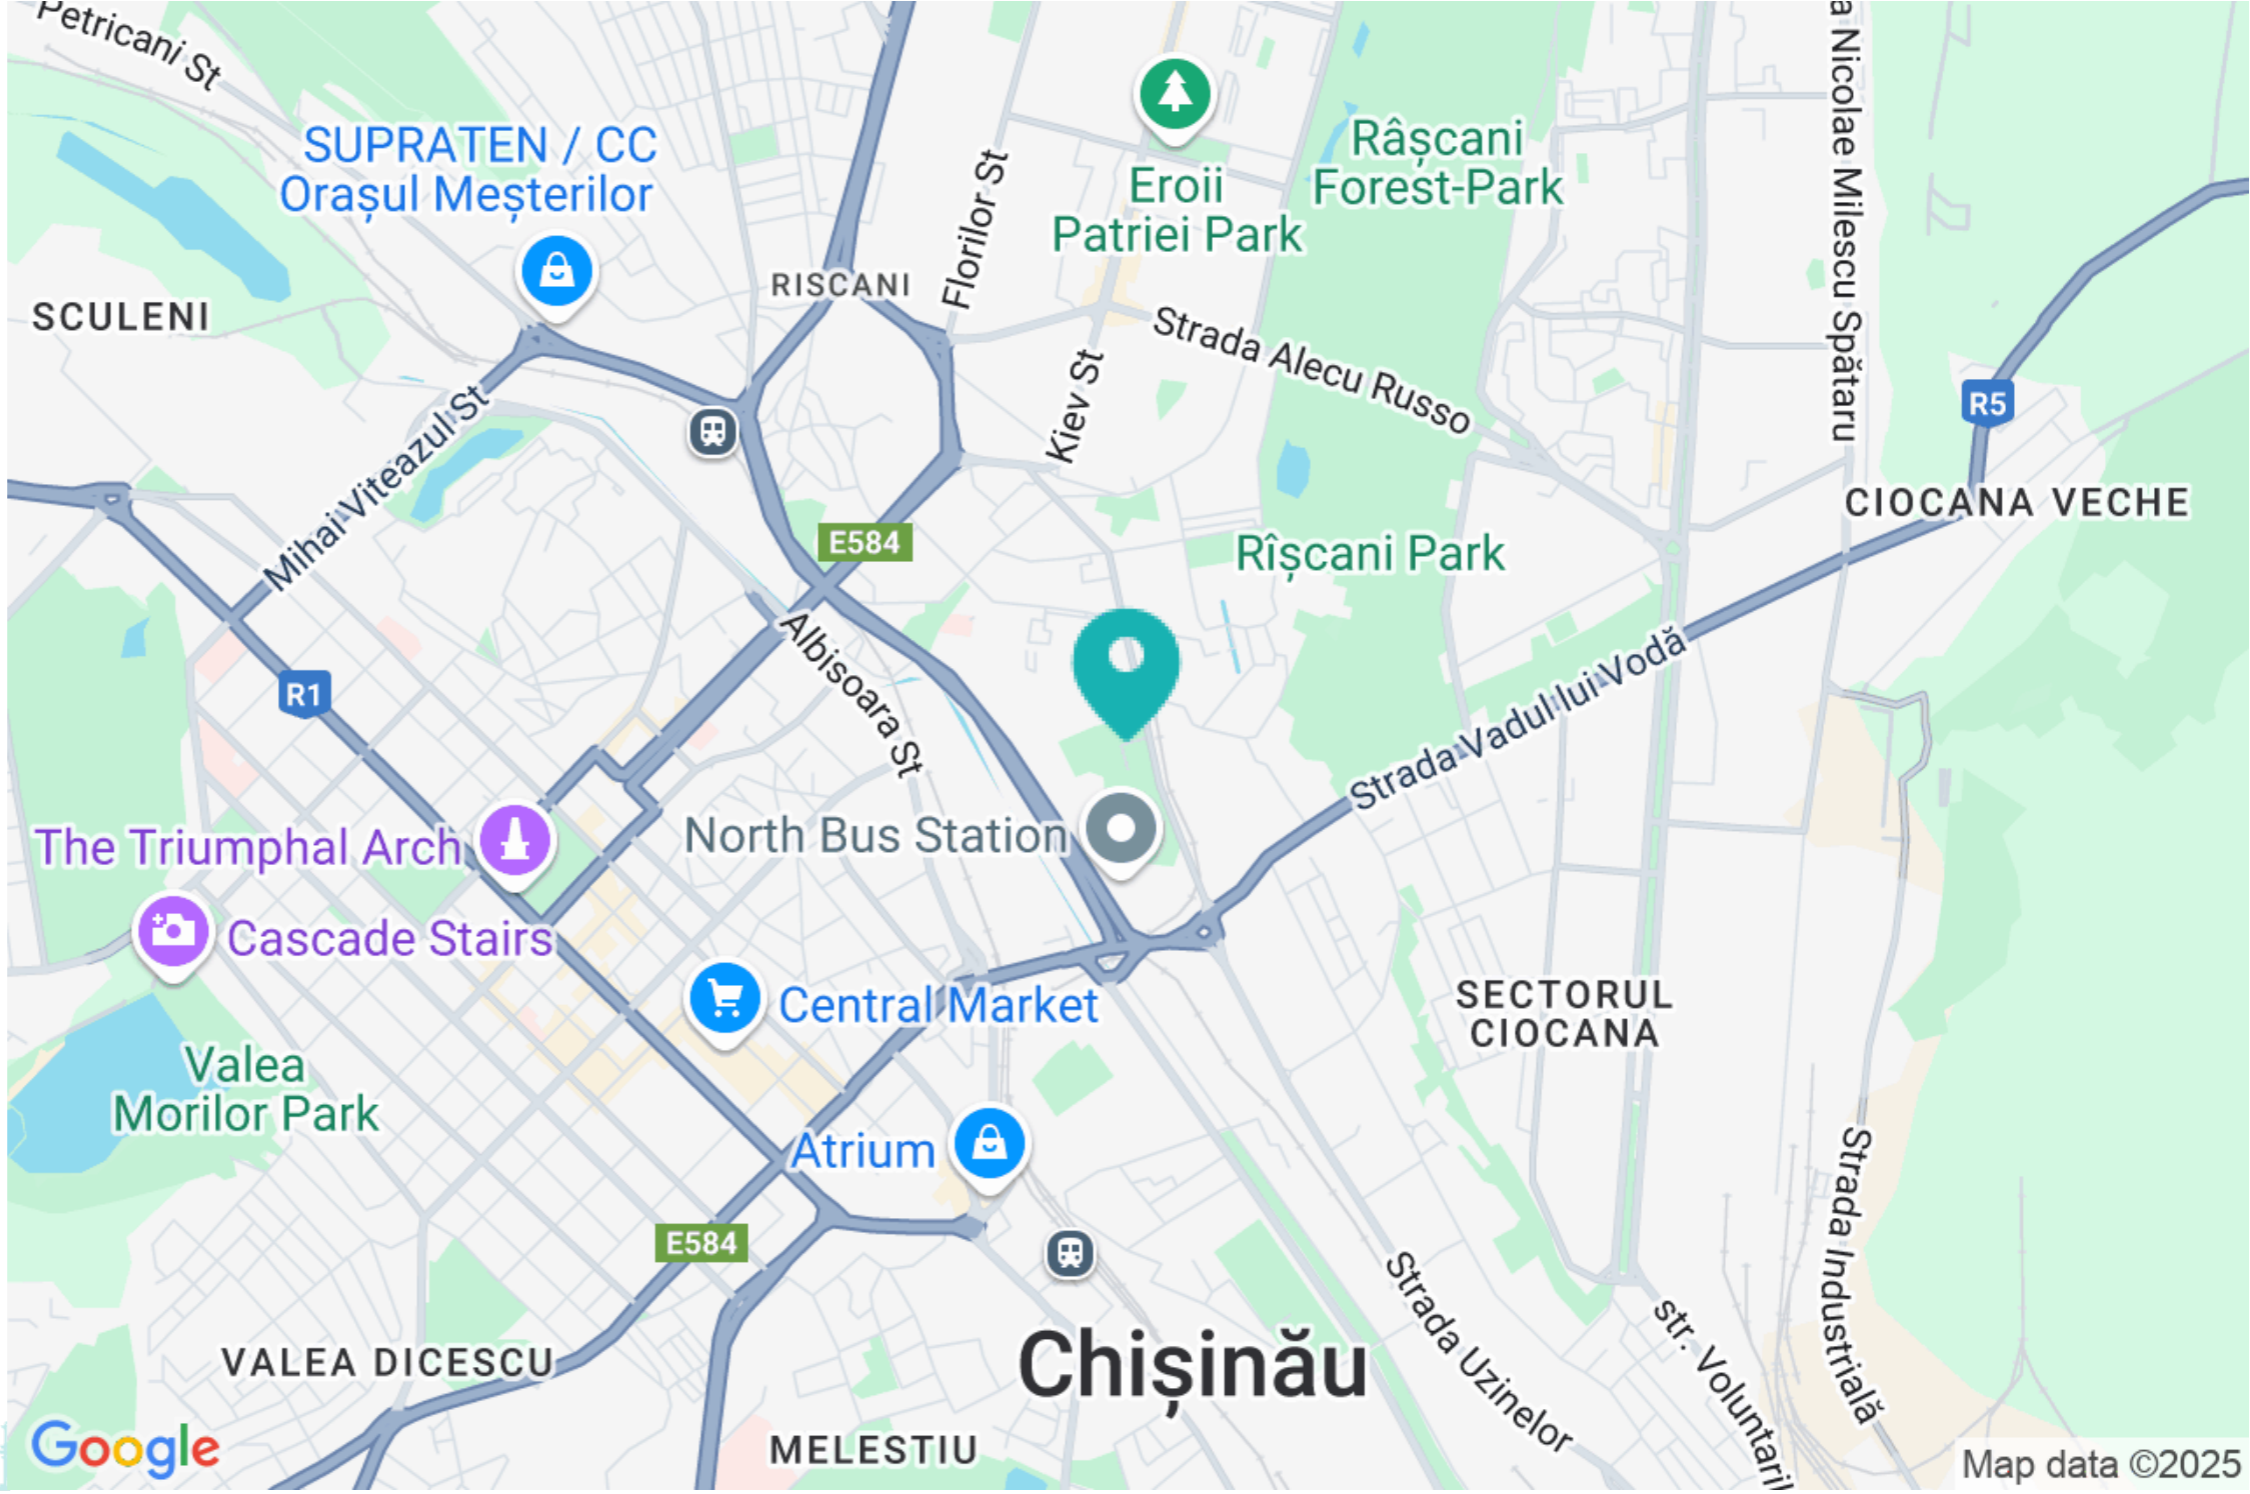 Petricani St
SUPRATEN / CC
Orașul Meșterilor
SCULENI
RISCANI
Florilor St
Eroii
Patriei Park
Râșcani
Forest-Park
a Nicolae Milescu Spătaru
Strada Alecu Russo
Kiev St
R5
CIOCANA VECHE
Mihai Viteazul St
E584
Rîșcani Park
Albisoara St
R1
Strada Vadul lui Vodă
The Triumphal Arch
North Bus Station
Cascade Stairs
Central Market
SECTORUL
CIOCANA
Valea
Morilor Park
Atrium
E584
Strada Industrială
Strada Uzinelor
str. Voluntaril
VALEA DICESCU
Chișinău
MELESTIU
Google
Map data ©2025